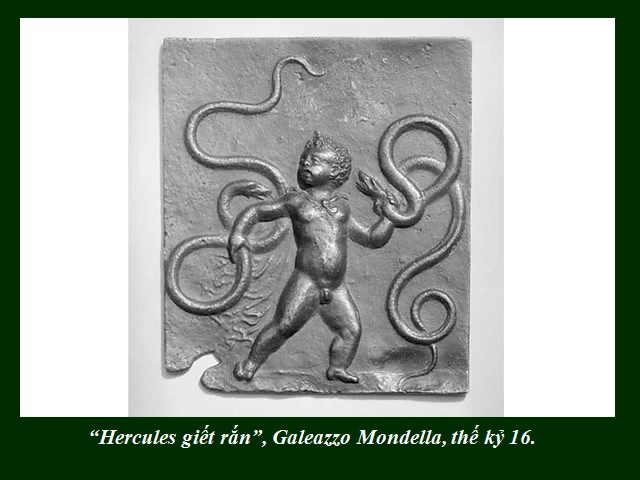 “Hercules giết rắn”, Galeazzo Mondella, thế kỷ 16.